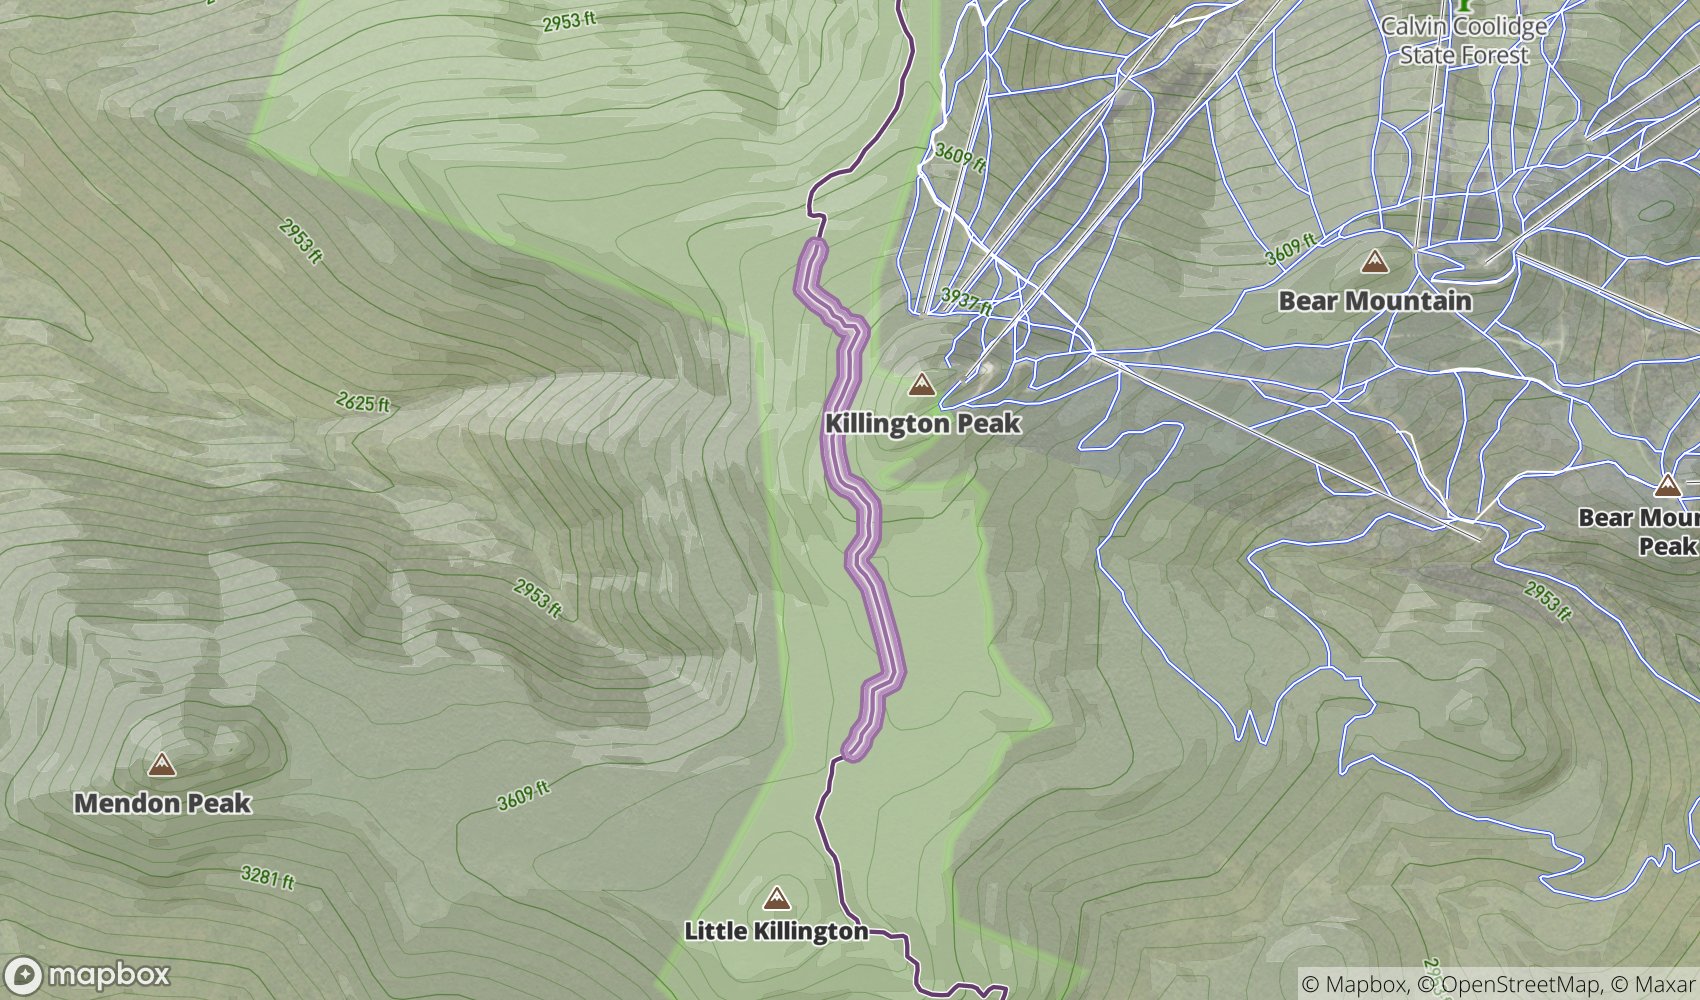 2953 ft
Calvin Coolidge
State Forest
3609 ft
2953 ft
3609 ft
3937 ft
Bear Mountain
2625 ft
Killington Peak
Bear Moun
Peak
2953 ft
2953 ft
Mendon Peak
3609 ft
3281 ft
Little Killington
mapbox
© Mapbox, © OpenStreetMap, © Maxar